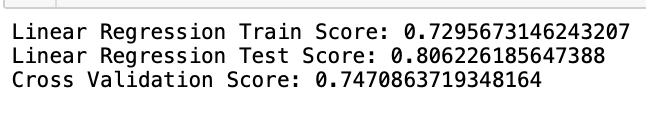 Linear Regression Train Score: 0.7295673146243207
Linear Regression Test Score: 0.806226185647388
Cross Validation Score: 0.7470863719348164